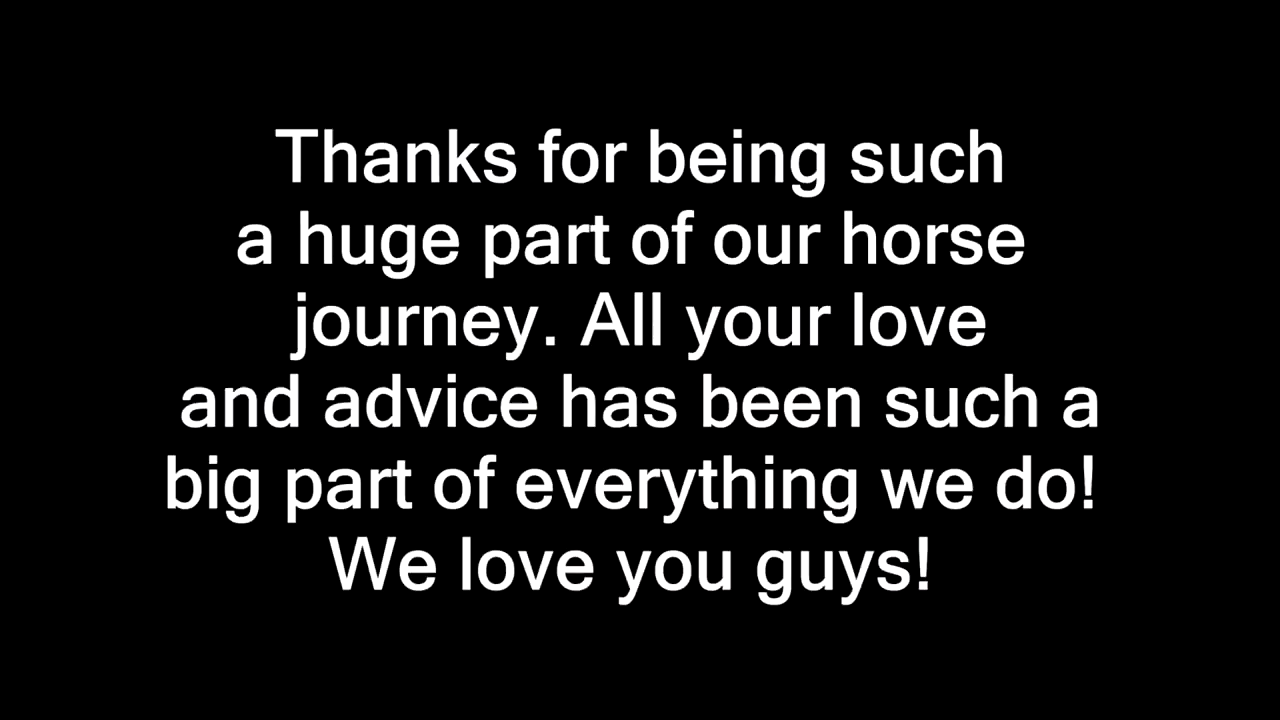 Thanks for being such
a huge part of our horse
journey. All your love
and advice has been such a
big part of everything we do!
We love you guys!